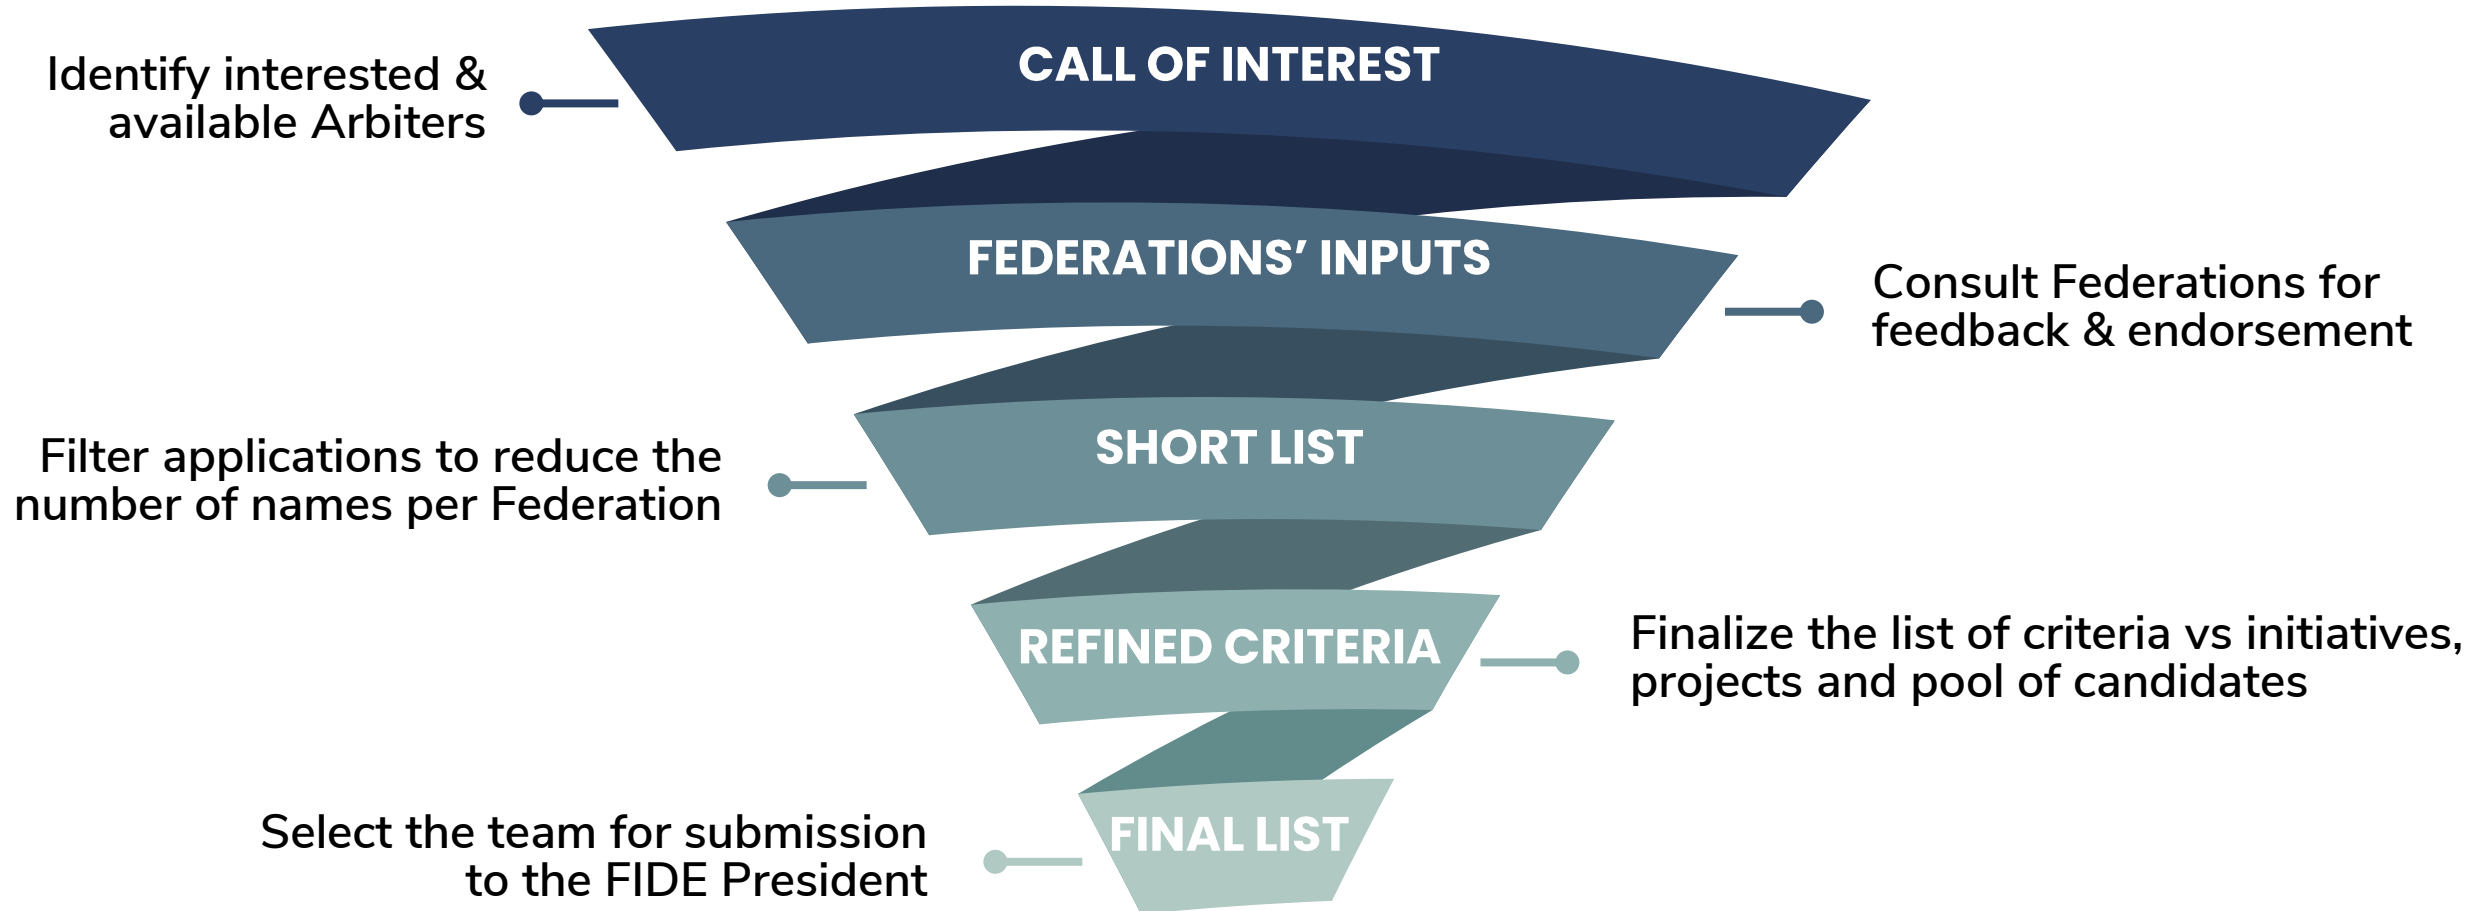 CALL OF INTEREST
Identify interested &
available Arbiters
FEDERATIONS’ INPUTS
Consult Federations for
feedback & endorsement
SHORT LIST
Filter applications to reduce the
number of names per Federation
REFINED CRITERIA
Finalize the list of criteria vs initiatives,
projects and pool of candidates
FINAL LIST
Select the team for submission
to the FIDE President